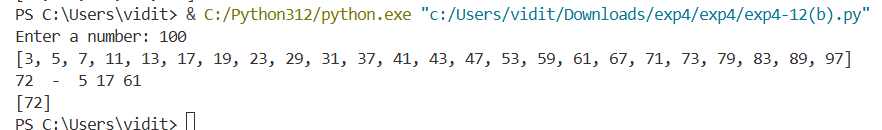 PS C:\Users\vidit> & C:/Python312/python.exe "c:/Users/vidit/Downloads/exp4/exp4/exp4-12(b).py"
Enter a number: 100
[3, 5, 7, 11, 13, 17, 19, 23, 29, 31, 37, 41, 43, 47, 53, 59, 61, 67, 71, 73, 79, 83, 89, 97]
72  -  5 17 61
[72]
PS C:\Users\vidit>